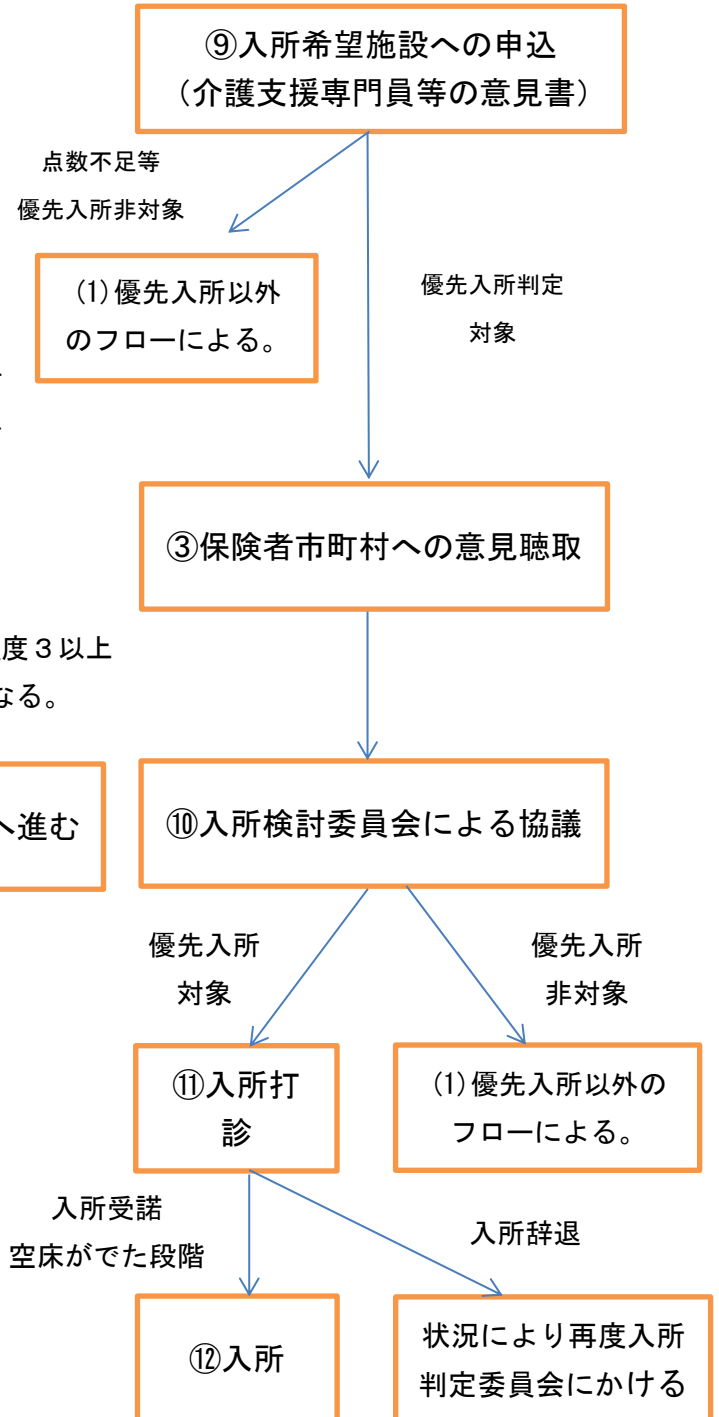 ⑨入所希望施設への申込
（介護支援専門員等の意見書）
点数不足等
優先入所非対象
(1)優先入所以外
のフローによる。
優先入所判定
対象
③保険者市町村への意見聴取
度３以上
なる。
へ進む
⑩入所検討委員会による協議
優先入所
対象
優先入所
非対象
⑪入所打
診
(1)優先入所以外の
フローによる。
入所受諾
空床がでた段階
入所辞退
⑫入所
状況により再度入所
判定委員会にかける